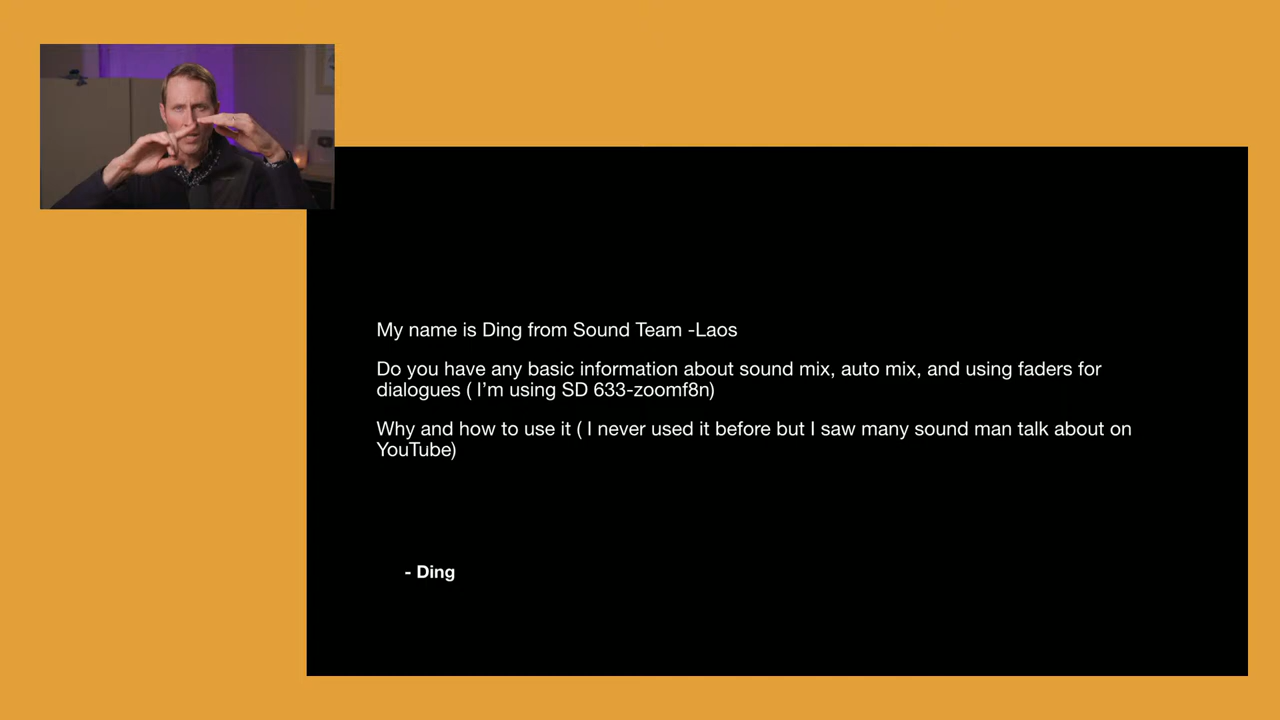 My name is Ding from Sound Team -Laos
Do you have any basic information about sound mix, auto mix, and using faders for
dialogues ( I’m using SD 633-zoomf8n)
Why and how to use it ( I never used it before but I saw many sound man talk about on
YouTube)
- Ding